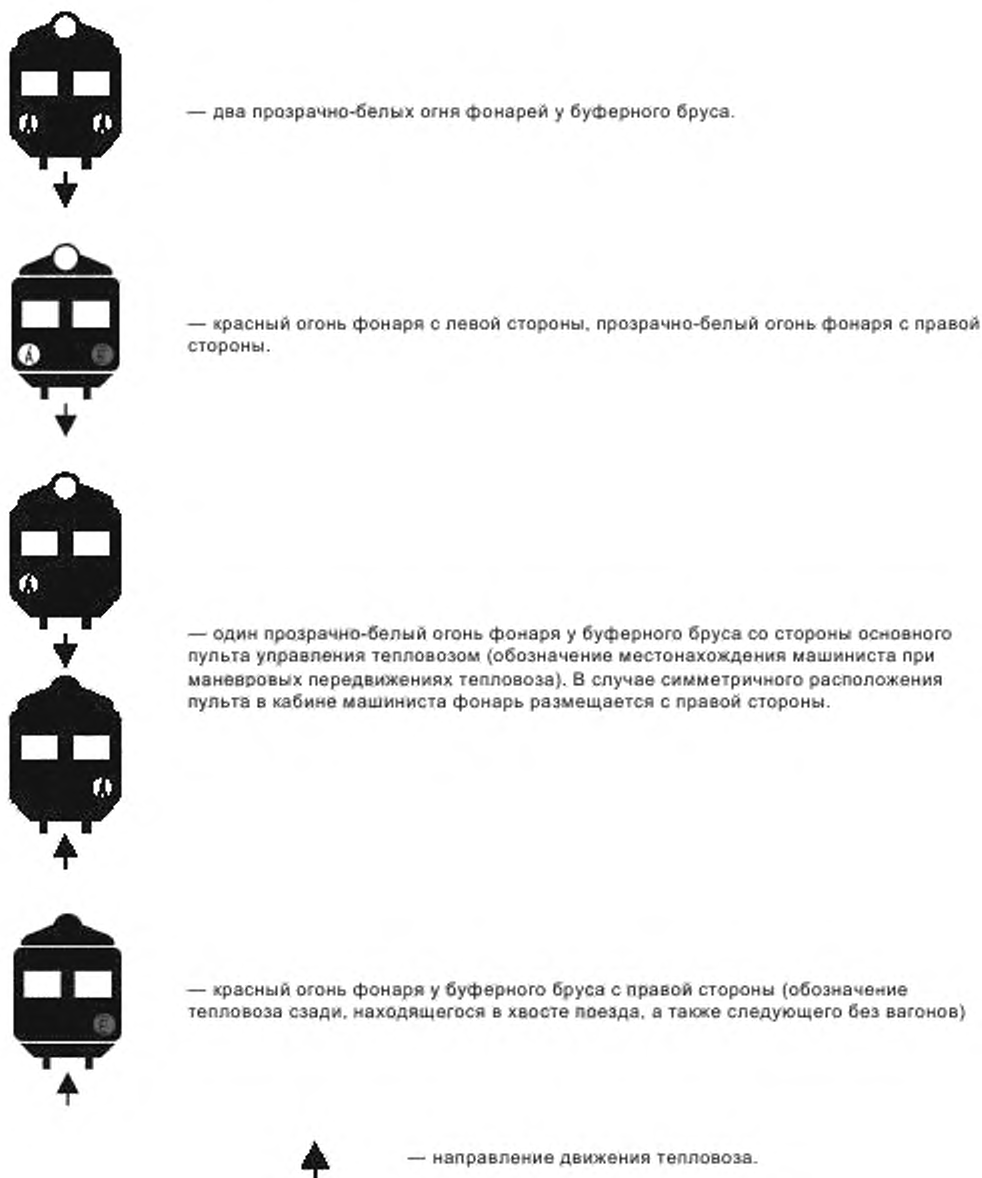 А А
— два прозрачно-белых огня фонарей у буферного бруса.
— красный огонь фонаря с левой стороны, прозрачно-белый огонь фонаря с правой
стороны.
А Б
А
— один прозрачно-белый огонь фонаря у буферного бруса со стороны основного
пульта управления тепловозом (обозначение местонахождения машиниста при
маневровых передвижениях тепловоза). В случае симметричного расположения
пульта в кабине машиниста фонарь размещается с правой стороны.
А
— красный огонь фонаря у буферного бруса с правой стороны (обозначение
тепловоза сзади, находящегося в хвосте поезда, а также следующего без вагонов)
Б
— направление движения тепловоза.